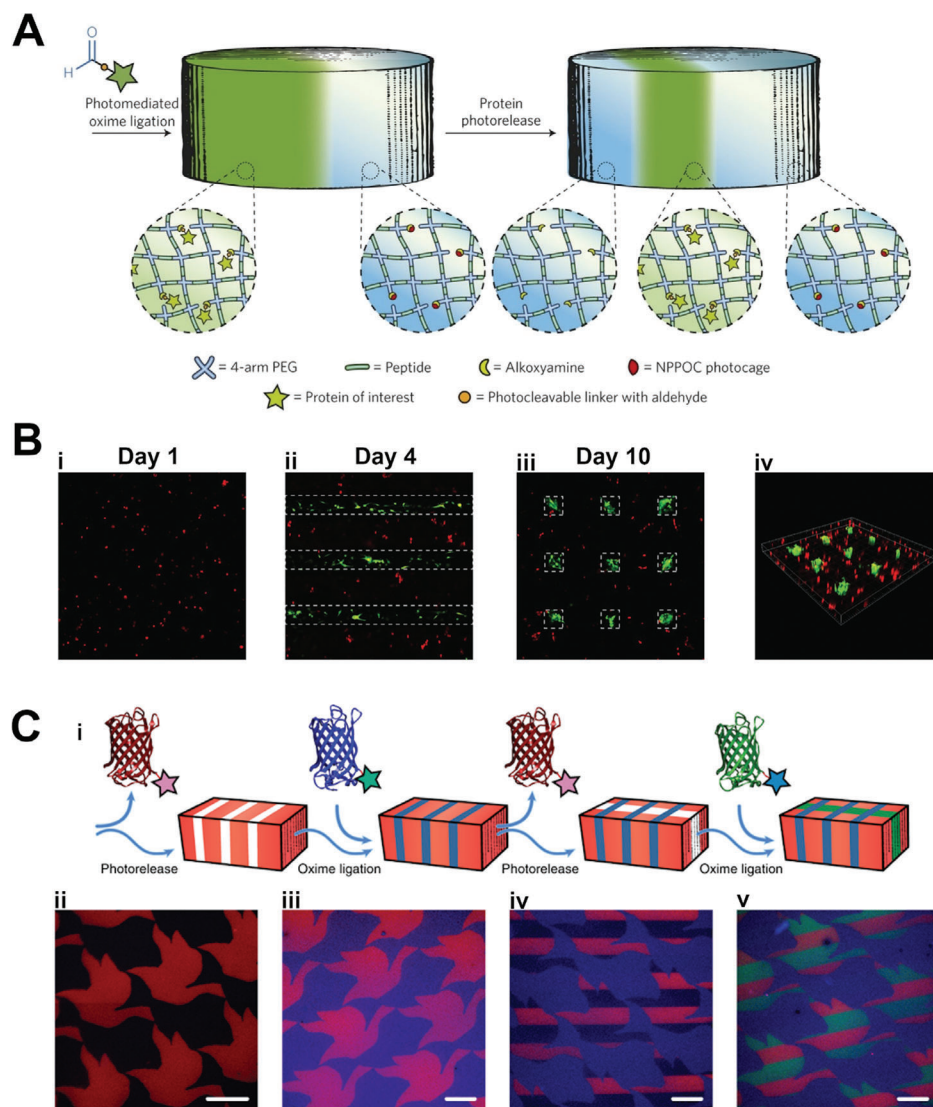 A
O
H
Photomediated
oxime ligation
Protein
photorelease
= 4-arm PEG
= Peptide
= Alkoxyamine
= NPPOC photocage
= Protein of interest
= Photocleavable linker with aldehyde
B
i
Day 1
ii
Day 4
iii
Day 10
iv
C
i
Photorelease
Oxime ligation
Photorelease
Oxime ligation
ii
iii
iv
v